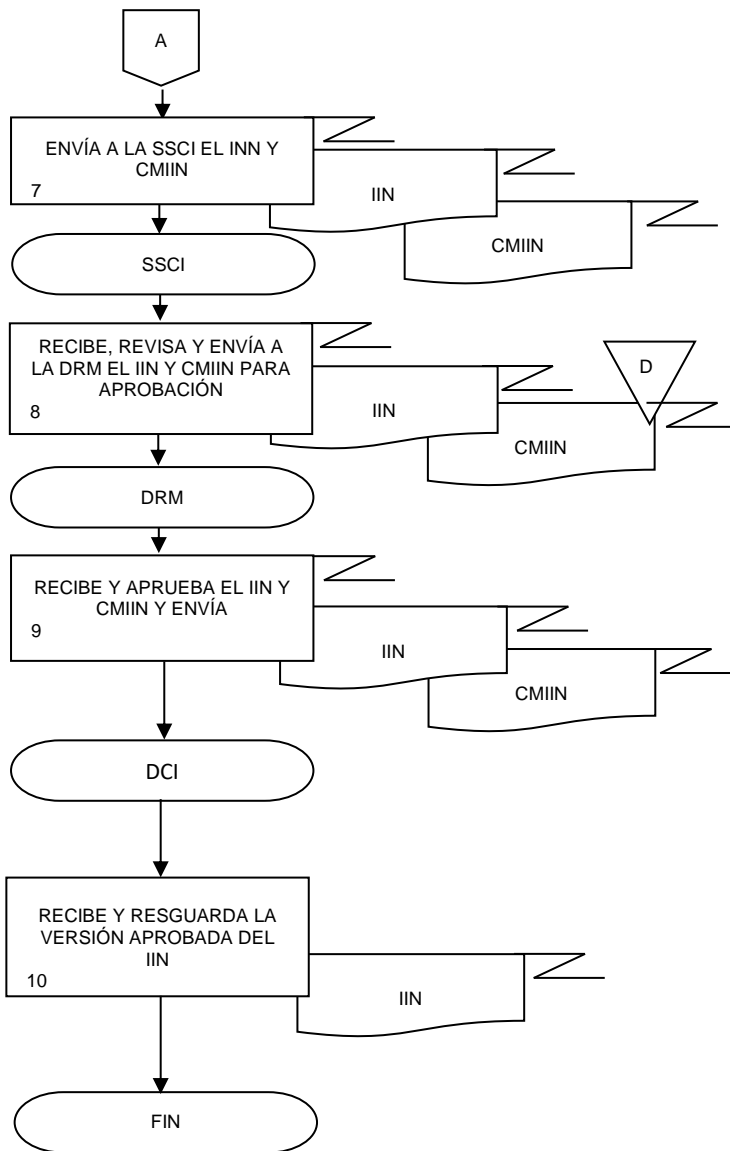 A
ENVÍA A LA SSCI EL INN Y
CMIIN
7
IIN
CMIIN
SSCI
RECIBE, REVISA Y ENVÍA A
LA DRM EL IIN Y CMIIN PARA
APROBACIÓN
8
IIN
CMIIN
D
DRM
RECIBE Y APRUEBA EL IIN Y
CMIIN Y ENVÍA
9
IIN
CMIIN
DCI
RECIBE Y RESGUARDA LA
VERSIÓN APROBADA DEL
IIN
10
IIN
FIN